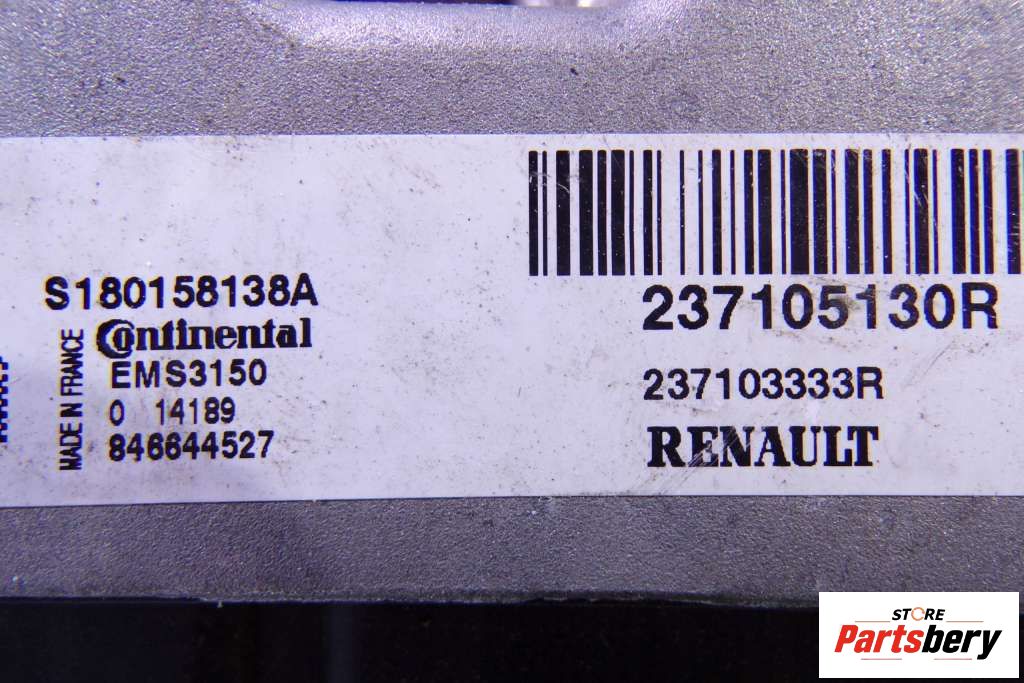 S180158138A
Continental
MADE IN FRANCE
EMS3150
0 14189
846644527
237105130R
237103333R
RENAULT
STORE
Partsbery